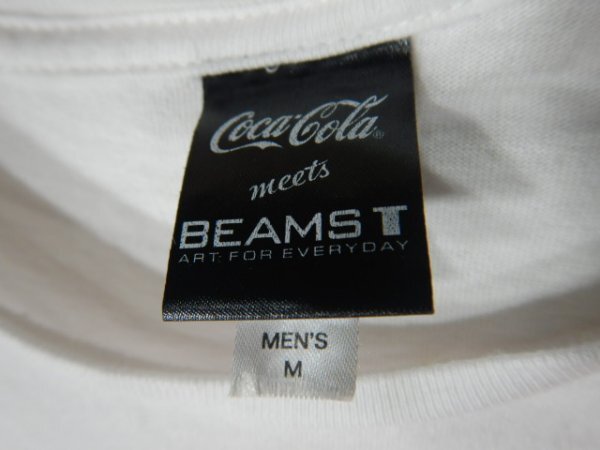 Coca-Cola®
meets
BEAMS T
ART FOR EVERYDAY
MEN'S
M